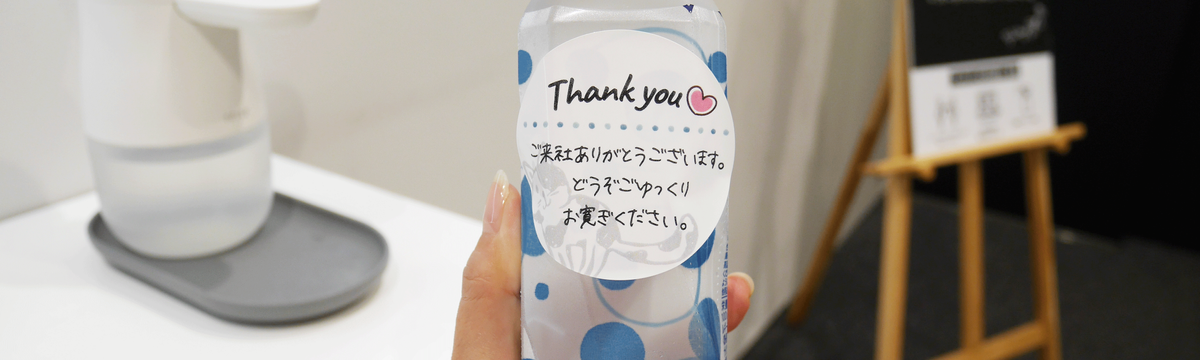 Thank you
ご来社ありがとうございます。
どうぞごゆっくり
お寛ぎください。